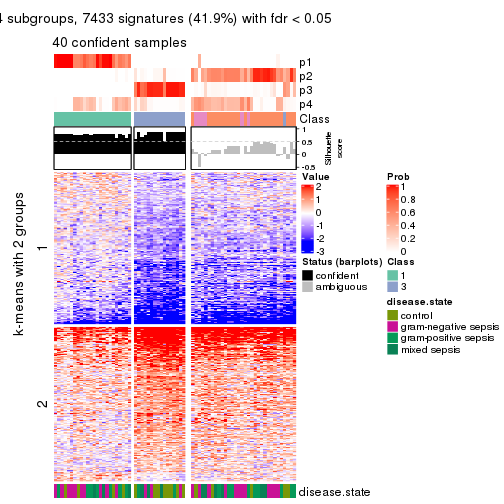 4 subgroups, 7433 signatures (41.9%) with fdr < 0.05
40 confident samples
p1
p2
p3
p4
Class
1
0.5
0
-0.5
Silhouette
score
k-means with 2 groups
1
2
disease.state
Value
2
1
0
-1
-2
-3
Prob
1
0.8
0.6
0.4
0.2
0
Status (barplots)
confident
ambiguous
Class
1
3
disease.state
control
gram-negative sepsis
gram-positive sepsis
mixed sepsis